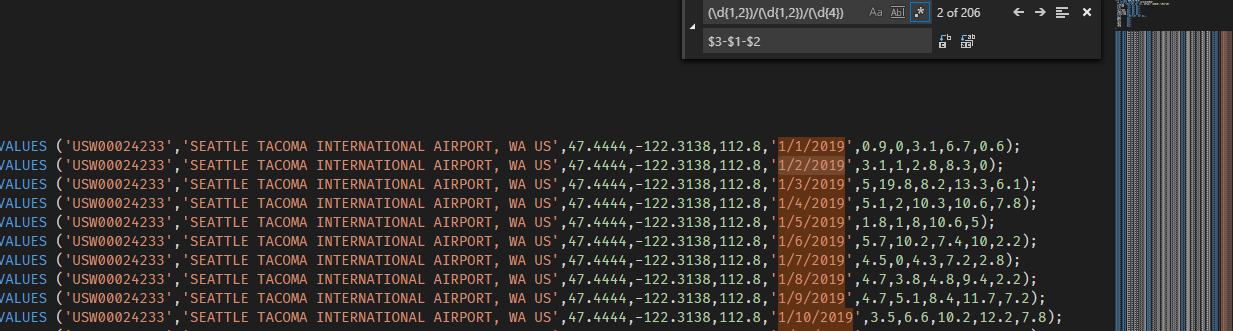 (\d{1,2})/(\d{1,2})/(\d{4}) Aa Abl .* 2 of 206
$3-$1-$2
VALUES ('USW00024233','SEATTLE TACOMA INTERNATIONAL AIRPORT, WA US',47.4444,-122.3138,112.8,'1/1/2019',0.9,0,3.1,6.7,0.6);
VALUES ('USW00024233','SEATTLE TACOMA INTERNATIONAL AIRPORT, WA US',47.4444,-122.3138,112.8,'1/2/2019',3.1,1,2.8,8.3,0);
VALUES ('USW00024233','SEATTLE TACOMA INTERNATIONAL AIRPORT, WA US',47.4444,-122.3138,112.8,'1/3/2019',5,19.8,8.2,13.3,6.1);
VALUES ('USW00024233','SEATTLE TACOMA INTERNATIONAL AIRPORT, WA US',47.4444,-122.3138,112.8,'1/4/2019',5.1,2,10.3,10.6,7.8);
VALUES ('USW00024233','SEATTLE TACOMA INTERNATIONAL AIRPORT, WA US',47.4444,-122.3138,112.8,'1/5/2019',1.8,1,8,10.6,5);
VALUES ('USW00024233','SEATTLE TACOMA INTERNATIONAL AIRPORT, WA US',47.4444,-122.3138,112.8,'1/6/2019',5.7,10.2,7.4,10,2.2);
VALUES ('USW00024233','SEATTLE TACOMA INTERNATIONAL AIRPORT, WA US',47.4444,-122.3138,112.8,'1/7/2019',4.5,0,4.3,7.2,2.8);
VALUES ('USW00024233','SEATTLE TACOMA INTERNATIONAL AIRPORT, WA US',47.4444,-122.3138,112.8,'1/8/2019',4.7,3.8,4.8,9.4,2.2);
VALUES ('USW00024233','SEATTLE TACOMA INTERNATIONAL AIRPORT, WA US',47.4444,-122.3138,112.8,'1/9/2019',4.7,5.1,8.4,11.7,7.2);
VALUES ('USW00024233','SEATTLE TACOMA INTERNATIONAL AIRPORT, WA US',47.4444,-122.3138,112.8,'1/10/2019',3.5,6.6,10.2,12.2,7.8);